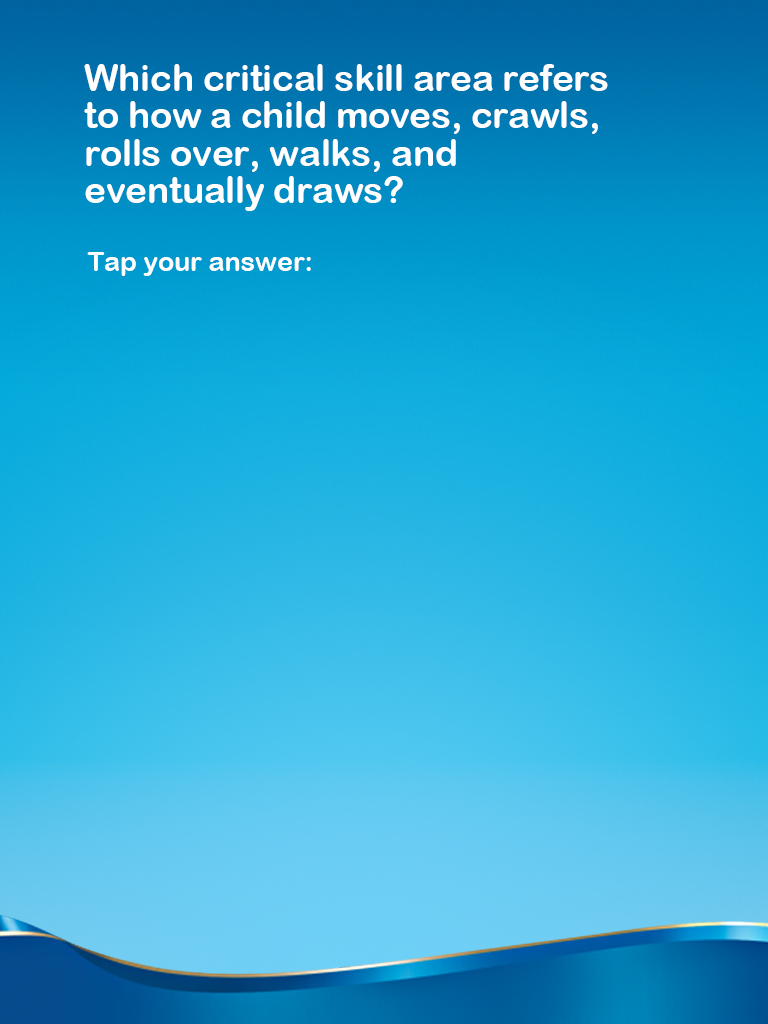 Which critical skill area refers
to how a child moves, crawls,
rolls over, walks, and
eventually draws?
Tap your answer: